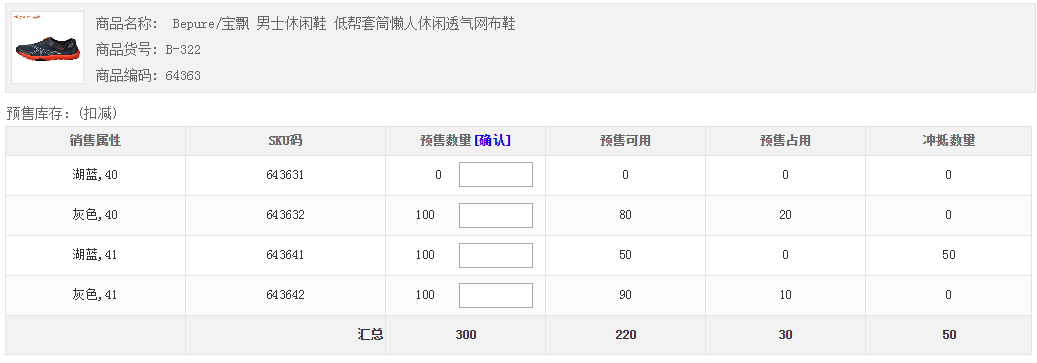 商品名称: Bepure/宝飘 男士休闲鞋 低帮套筒懒人休闲透气网布鞋
商品货号: B-322
商品编码: 64363
预售库存: (扣减)
销售属性 SKU码 预售数量[确认] 预售可用 预售占用 冲抵数量
湖蓝,40 643631 0 0 0 0
灰色,40 643632 100 80 20 0
湖蓝,41 643641 100 50 0 50
灰色,41 643642 100 90 10 0
汇总 300 220 30 50